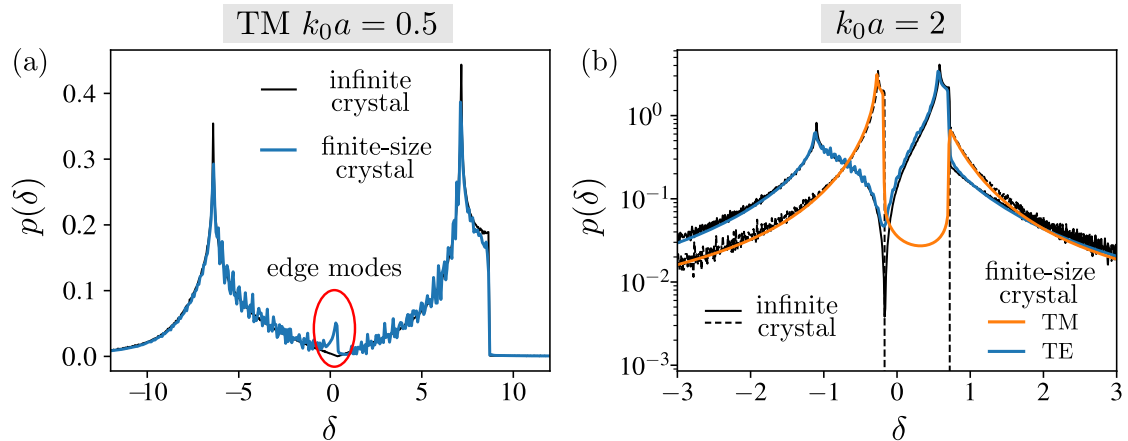 TM k₀a = 0.5
(a)
p(δ)
0.4
0.3
0.2
0.1
0.0
infinite
crystal
finite-size
crystal
edge modes
−10
−5
0
5
10
δ
k₀a = 2
(b)
p(δ)
10⁰
10⁻¹
10⁻²
10⁻³
infinite
crystal
finite-size
crystal
TM
TE
−3
−2
−1
0
1
2
3
δ